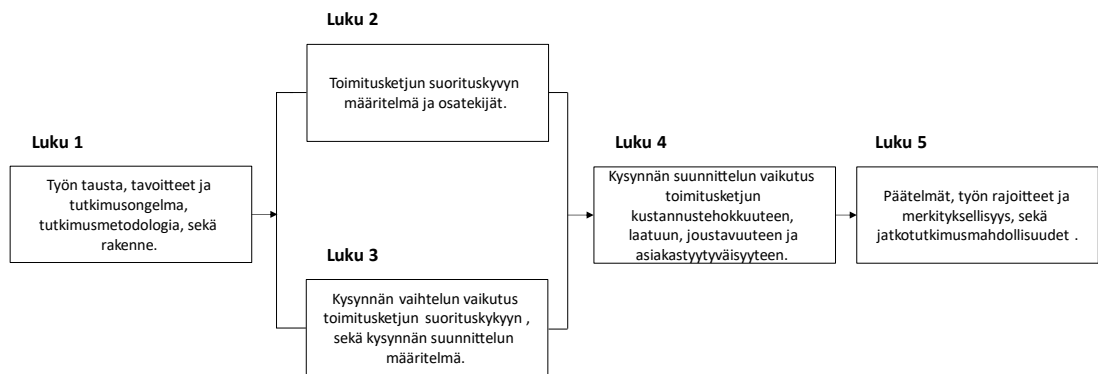 Luku 1
Työn tausta, tavoitteet ja
tutkimusongelma,
tutkimusmetodologia, sekä
rakenne.
Luku 2
Toimitusketjun suorituskyvyn
määritelmä ja osatekijät.
Luku 3
Kysynnän vaihtelun vaikutus
toimitusketjun suorituskykyyn ,
sekä kysynnän suunnittelun
määritelmä.
Luku 4
Kysynnän suunnittelun vaikutus
toimitusketjun
kustannustehokkuuteen,
laatuun, joustavuuteen ja
asiakastyytyväisyyteen.
Luku 5
Päätelmät, työn rajoitteet ja
merkityksellisyys, sekä
jatkotutkimusmahdollisuudet .